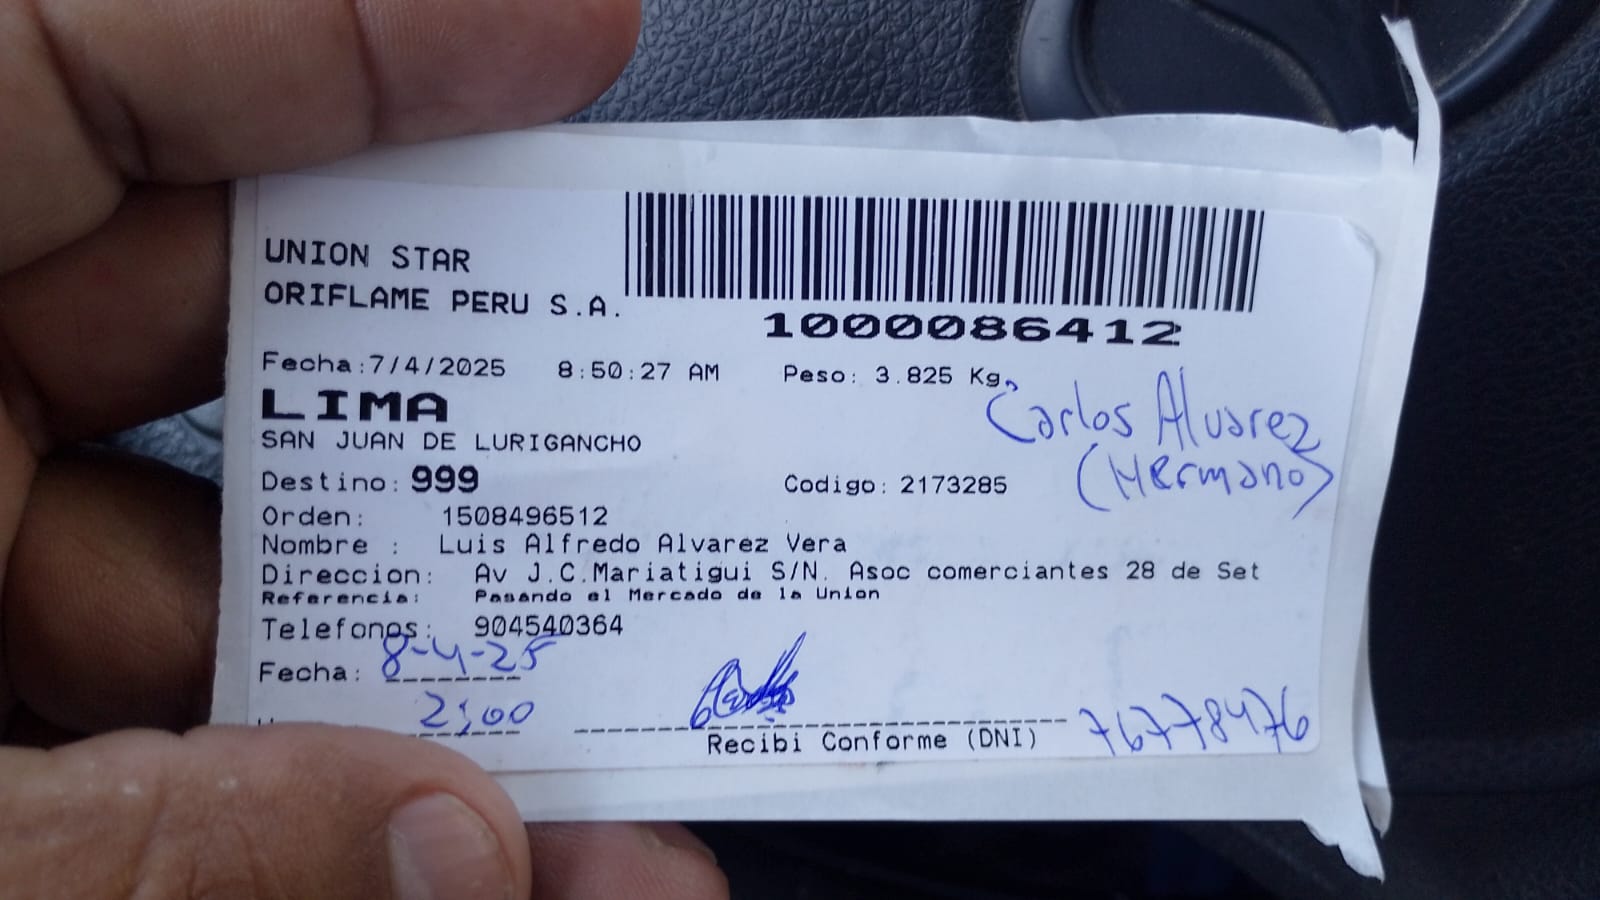 UNION STAR
ORIFLAME PERU S.A.
1000086412
Fecha:7/4/2025 8:50:27 AM Peso: 3.825 Kg.
LIMA
SAN JUAN DE LURIGANCHO
Carlos Alvarez
(Hermano)
Destino: 999 Codigo: 2173285
Orden: 1508496512
Nombre : Luis Alfredo Alvarez Vera
Direccion: Av J.C.Mariatigui S/N. Asoc comerciantes 28 de Set
Referencia: Pasando el Mercado de la Union
Telefonos: 904540364
Fecha: 8-4-25
2:00
Recibi Conforme (DNI) 76778476